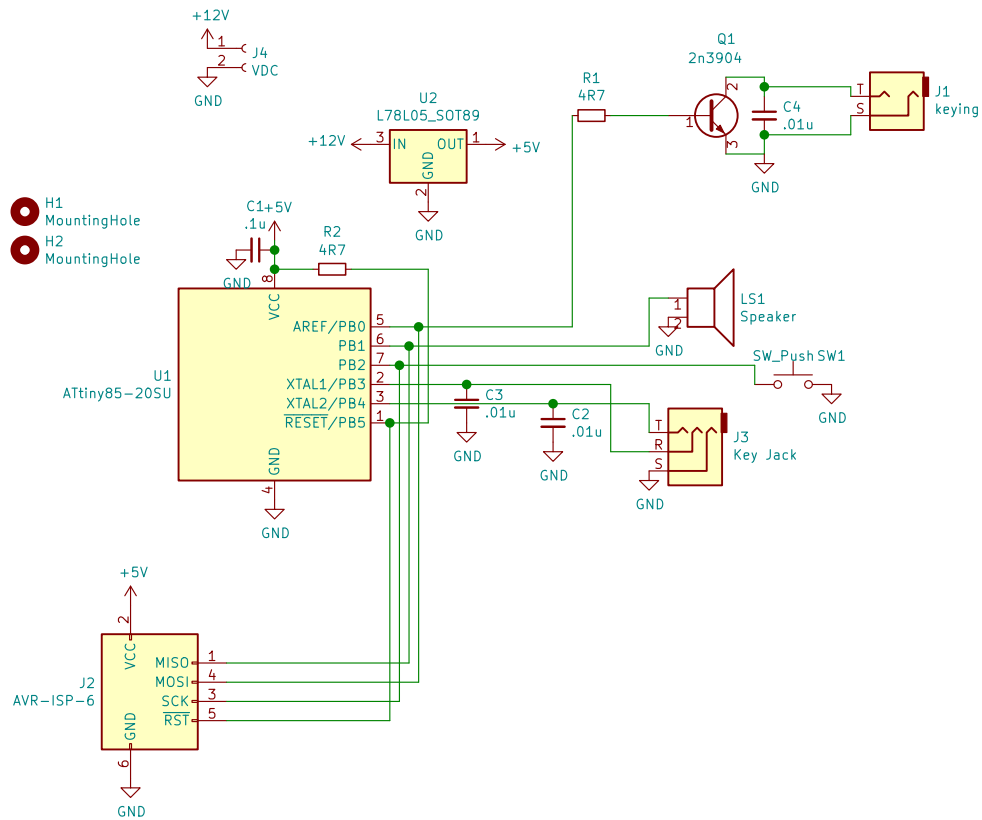 +12V
1
2
J4
VDC
GND
Q1
2n3904
2
1
3
C4
.01u
GND
T
S
J1
keying
R1
4R7
U2
L78L05_SOT89
+12V
3
IN
OUT
1
+5V
GND
2
GND
H1
MountingHole
H2
MountingHole
C1
+5V
.1u
GND
R2
4R7
8
VCC
U1
ATtiny85-20SU
AREF/PB0
5
PB1
6
PB2
7
XTAL1/PB3
2
XTAL2/PB4
3
RESET/PB5
1
GND
4
GND
1
2
LS1
Speaker
GND
SW_Push
SW1
GND
C3
.01u
GND
C2
.01u
GND
T
R
S
J3
Key Jack
GND
+5V
2
VCC
MISO
1
MOSI
4
SCK
3
RST
5
J2
AVR-ISP-6
GND
6
GND